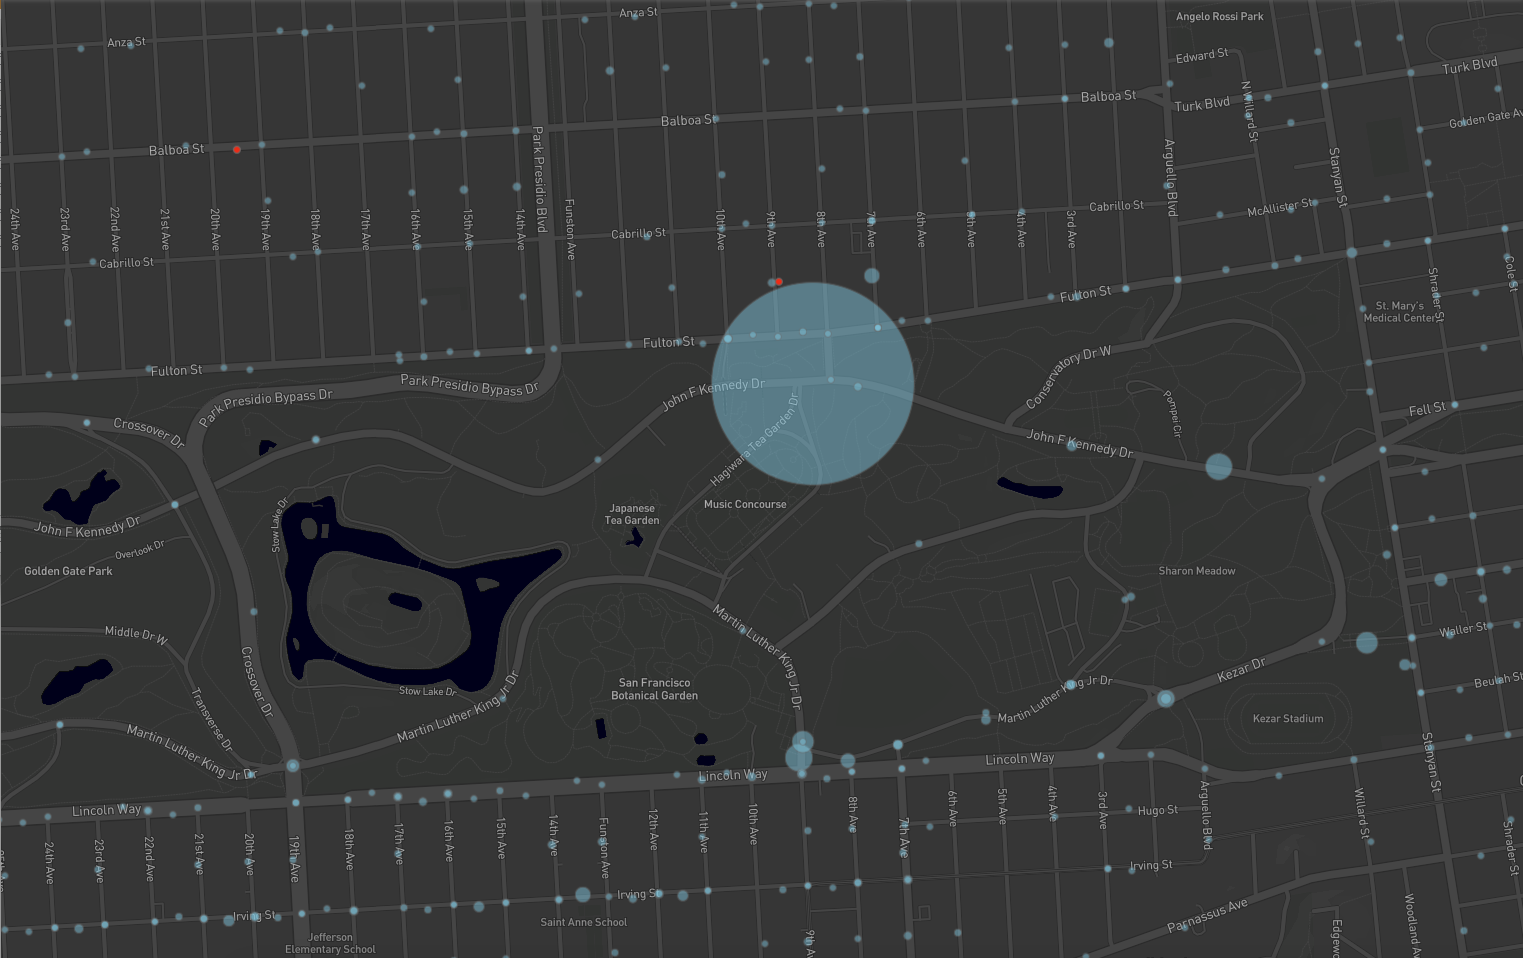 Anza St
Angelo Rossi Park
Anza St
Edward St
Turk Blvd
N Willard St
Balboa St
Turk Blvd
Balboa St
Golden Gate Av
Balboa St
Park Presidio Blvd
Arguello Blvd
Stanyan St
24th Ave
23rd Ave
22nd Ave
21st Ave
20th Ave
19th Ave
18th Ave
17th Ave
16th Ave
15th Ave
14th Ave
Funston Ave
10th Ave
9th Ave
8th Ave
7th Ave
6th Ave
5th Ave
4th Ave
3rd Ave
Cabrillo St
McAllister St
Cabrillo St
Cabrillo St
Cole St
Shrader St
Fulton St
St. Mary's
Medical Center
Fulton St
Fulton St
Conservatory Dr W
Park Presidio Bypass Dr
Park Presidio Bypass Dr
John F Kennedy Dr
Hagiwara Tea Garden Dr
Pompei Cir
Fell St
Crossover Dr
John F Kennedy Dr
Stow Lake Dr
Japanese
Tea Garden
Music Concourse
John F Kennedy Dr
Overlook Dr
Golden Gate Park
Sharon Meadow
Middle Dr W
Martin Luther King Jr Dr
Waller St
Crossover Dr
Kezar Dr
Beulah St
San Francisco
Botanical Garden
Stow Lake Dr
Martin Luther King Jr Dr
Martin Luther King Jr Dr
Transverse Dr
Kezar Stadium
Martin Luther King Jr Dr
Stanyan St
Lincoln Way
Lincoln Way
Lincoln Way
24th Ave
23rd Ave
22nd Ave
21st Ave
20th Ave
19th Ave
18th Ave
17th Ave
16th Ave
15th Ave
14th Ave
Funston Ave
12th Ave
11th Ave
10th Ave
8th Ave
7th Ave
6th Ave
5th Ave
4th Ave
3rd Ave
Hugo St
Arguello Blvd
Willard St
Shrader St
Irving St
Irving St
Irving St
Saint Anne School
Jefferson
Elementary School
9th A
Parnassus Ave
Edgewo
Woodland Av